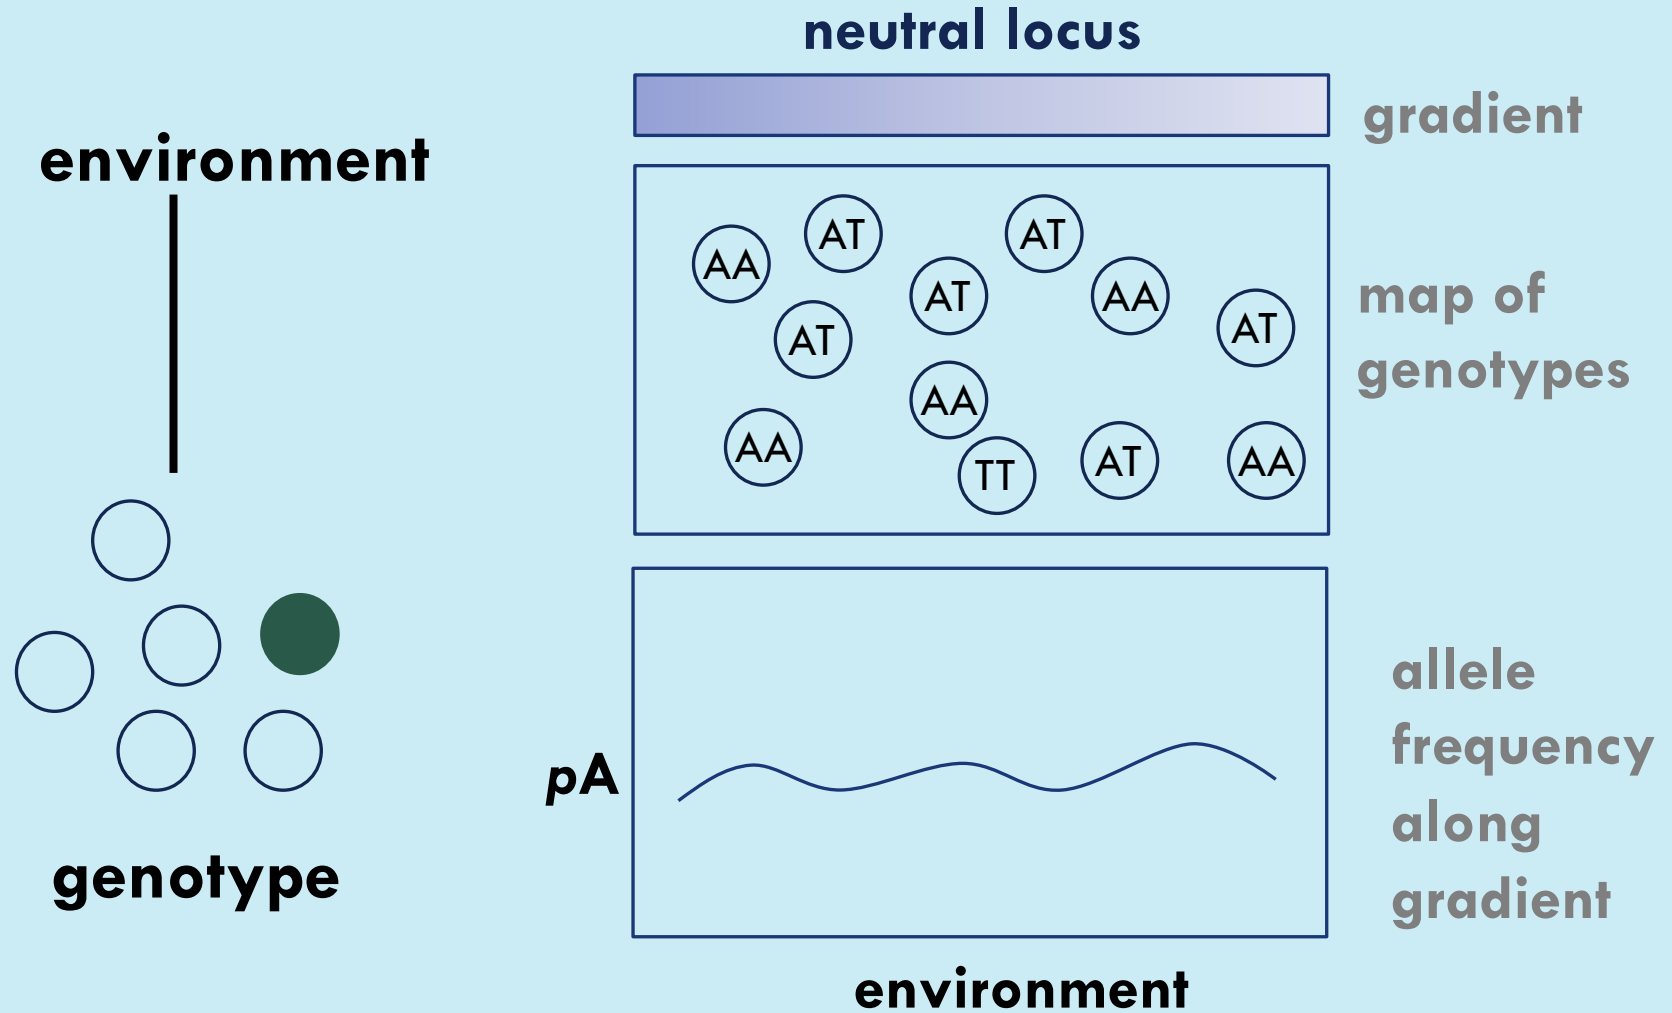 neutral locus
gradient
environment
AA
AT
AT
AT
AA
AT
AT
AA
AA
TT
AT
AA
map of
genotypes
genotype
pA
allele
frequency
along
gradient
environment